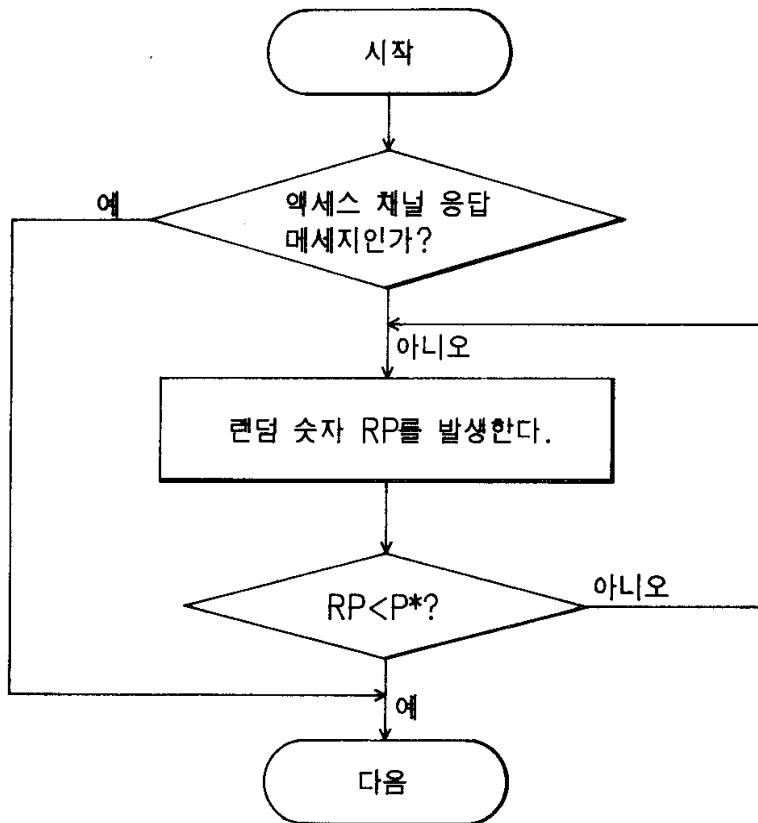 시작
예
액세스 채널 응답
메세지인가?
아니오
랜덤 숫자 RP를 발생한다.
RP<P*?
아니오
예
다음